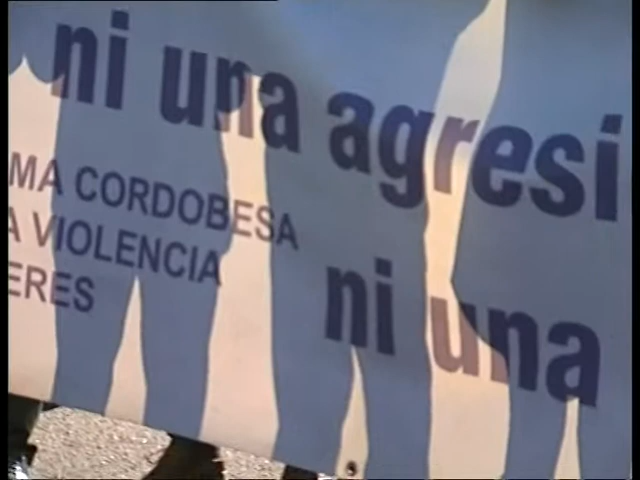 ni una agresi
MA CORDOBESA
A VIOLENCIA
ERES
ni una